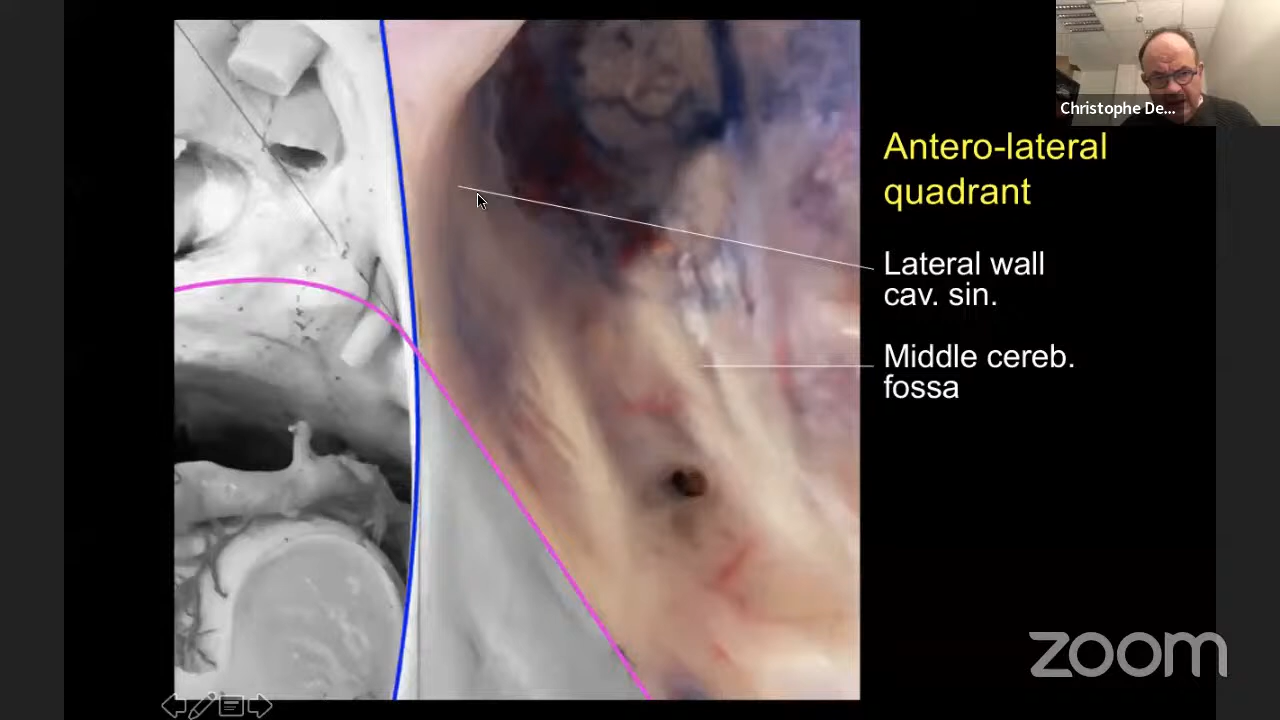 Christophe De...
Antero-lateral
quadrant
Lateral wall
cav. sin.
Middle cereb.
fossa
zoom